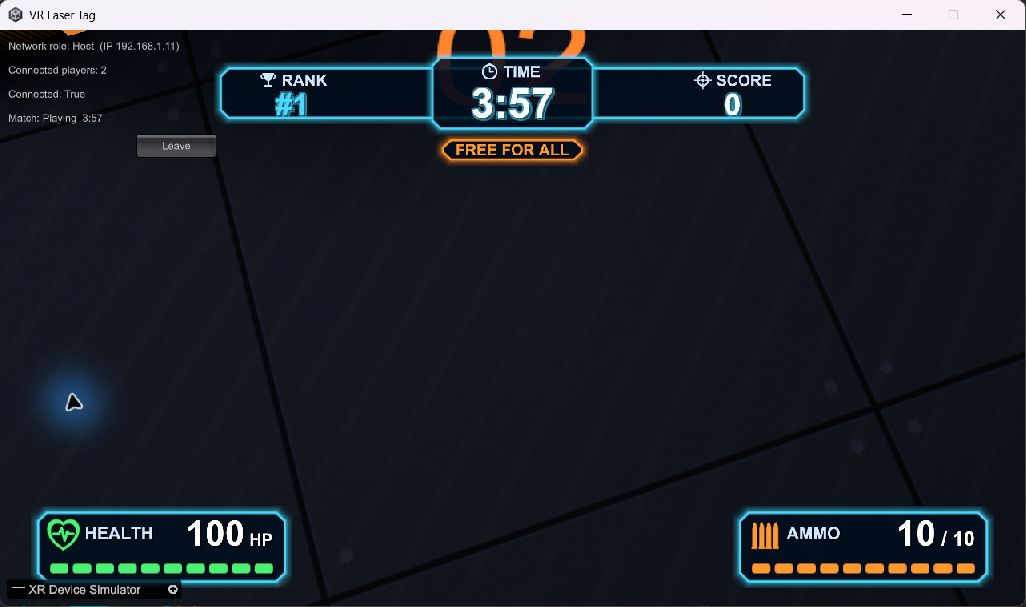 VR Laser Tag
02
Network role: Host (IP 192.168.1.11)
Connected players: 2
Connected: True
Match: Playing 3:57
Leave
RANK
#1
TIME
3:57
SCORE
0
FREE FOR ALL
HEALTH 100 HP
AMMO 10 / 10
XR Device Simulator